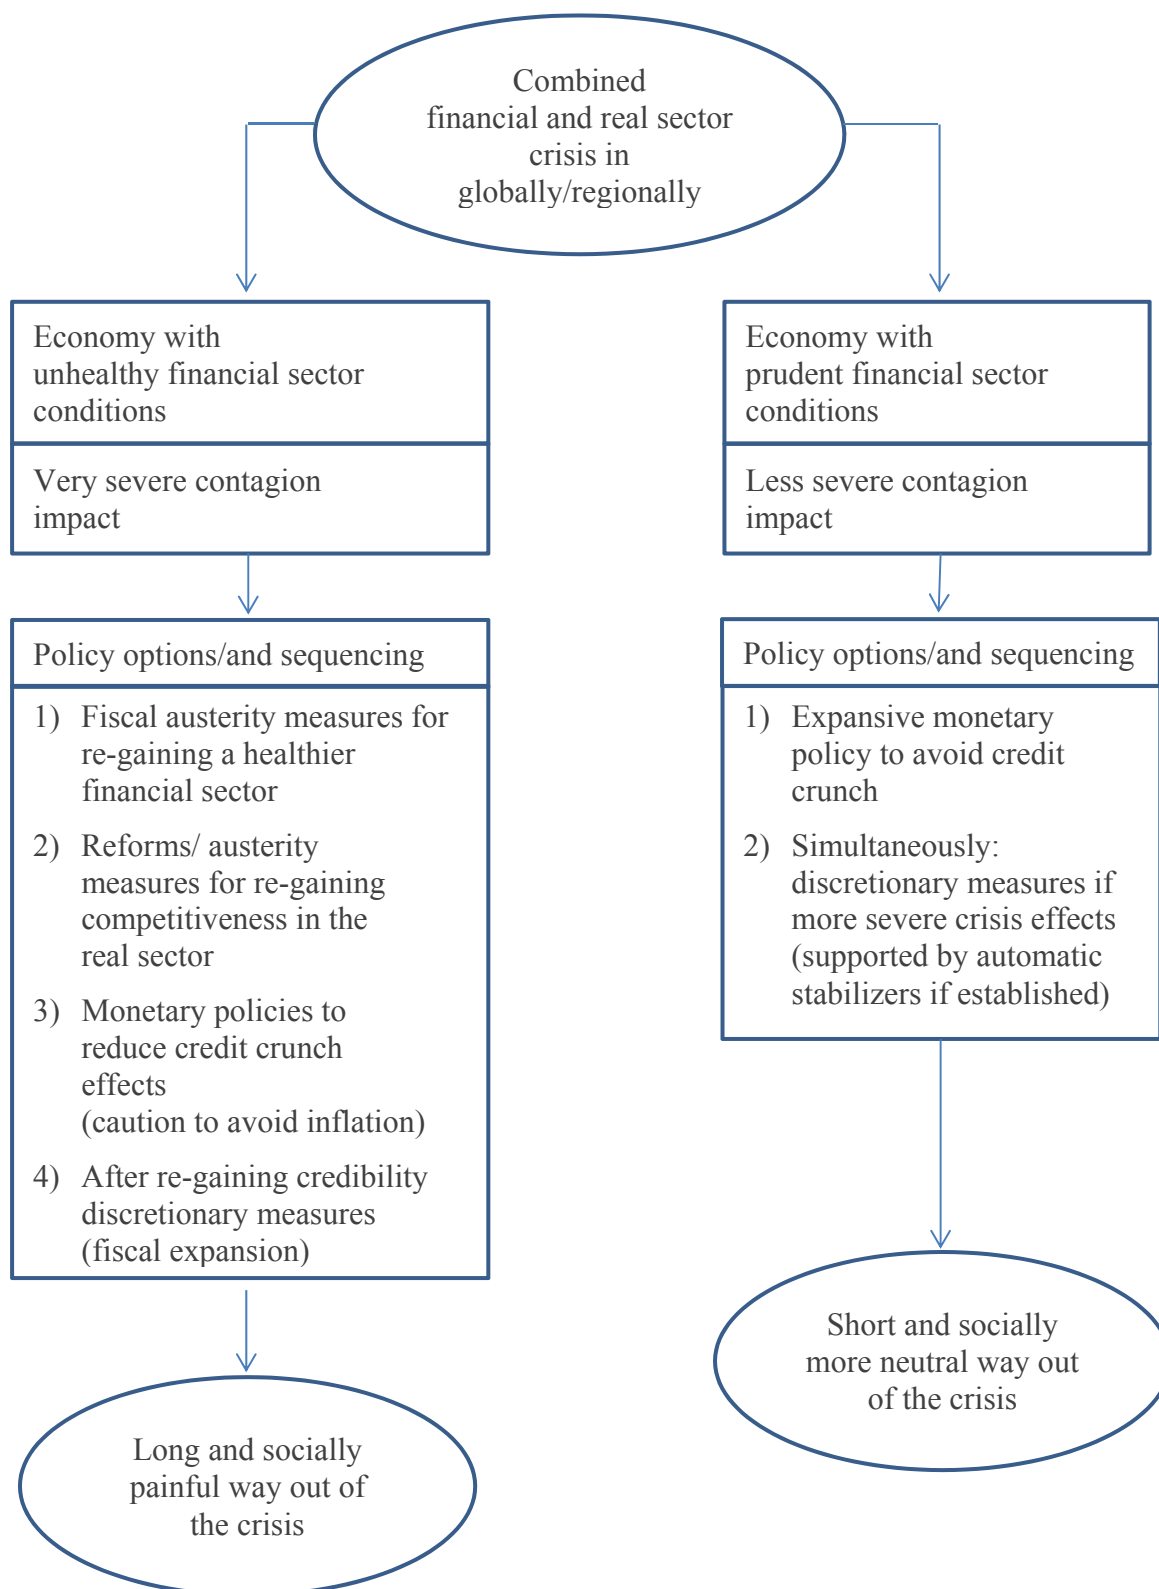 Combined
financial and real sector
crisis in
globally/regionally
Economy with
unhealthy financial sector
conditions
Very severe contagion
impact
Policy options/and sequencing
1) Fiscal austerity measures for
re-gaining a healthier
financial sector
2) Reforms/ austerity
measures for re-gaining
competitiveness in the
real sector
3) Monetary policies to
reduce credit crunch
effects
(caution to avoid inflation)
4) After re-gaining credibility
discretionary measures
(fiscal expansion)
Long and socially
painful way out of
the crisis
Economy with
prudent financial sector
conditions
Less severe contagion
impact
Policy options/and sequencing
1) Expansive monetary
policy to avoid credit
crunch
2) Simultaneously:
discretionary measures if
more severe crisis effects
(supported by automatic
stabilizers if established)
Short and socially
more neutral way out
of the crisis